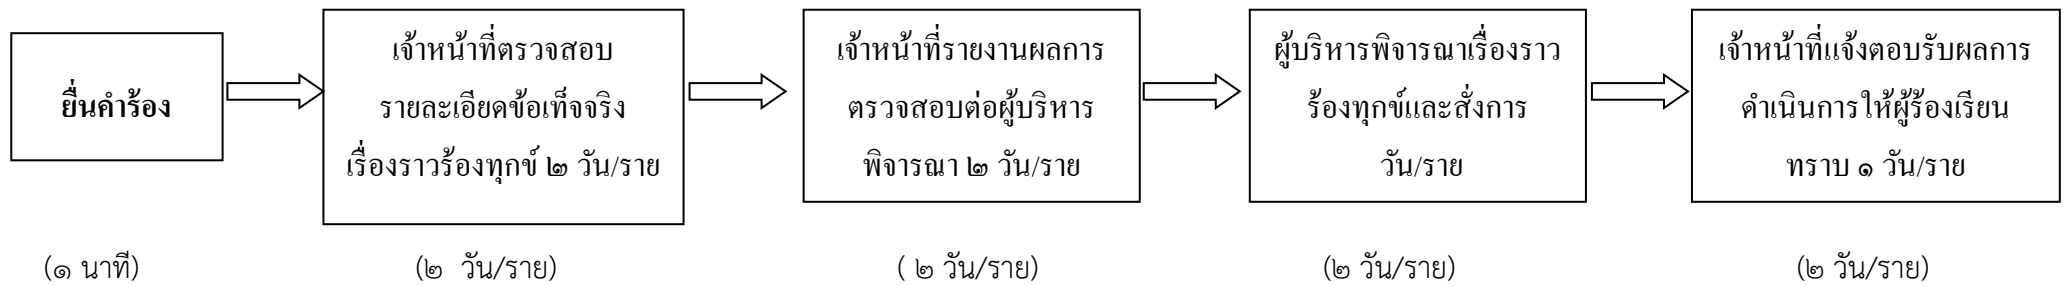 ยื่นคำร้อง
เจ้าหน้าที่ตรวจสอบ
รายละเอียดข้อเท็จจริง
เรื่องราวร้องทุกข์ ๒ วัน/ราย
เจ้าหน้าที่รายงานผลการ
ตรวจสอบต่อผู้บริหาร
พิจารณา ๒ วัน/ราย
ผู้บริหารพิจารณาเรื่องราว
ร้องทุกข์และสั่งการ
วัน/ราย
เจ้าหน้าที่แจ้งตอบรับผลการ
ดำเนินการให้ผู้ร้องเรียน
ทราบ ๑ วัน/ราย
(๑ นาที)
(๒ วัน/ราย)
( ๒ วัน/ราย)
(๒ วัน/ราย)
(๒ วัน/ราย)